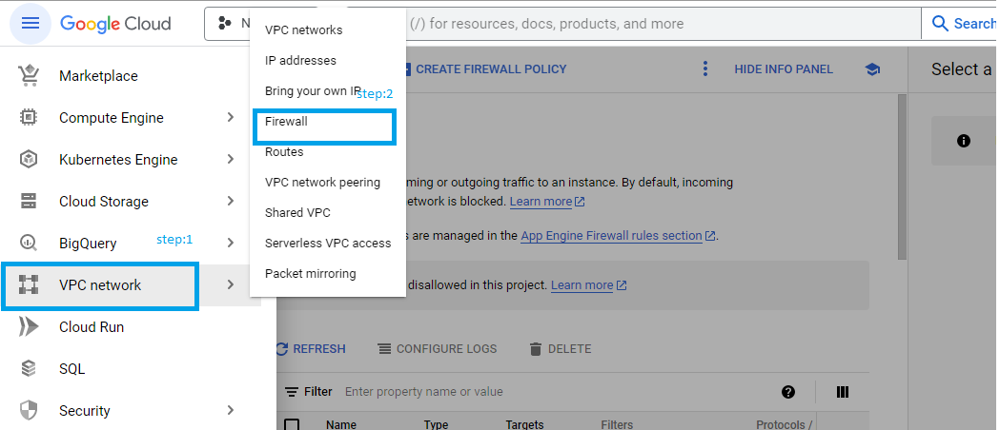 Google Cloud
N
(/) for resources, docs, products, and more
Search
Marketplace
Compute Engine
Kubernetes Engine
Cloud Storage
BigQuery
step:1
VPC network
Cloud Run
SQL
Security
VPC networks
IP addresses
Bring your own IP
step:2
Firewall
Routes
VPC network peering
Shared VPC
Serverless VPC access
Packet mirroring
CREATE FIREWALL POLICY
HIDE INFO PANEL
Select a
ming or outgoing traffic to an instance. By default, incoming
etwork is blocked. Learn more
s are managed in the App Engine Firewall rules section.
disallowed in this project. Learn more
REFRESH
CONFIGURE LOGS
DELETE
Filter
Enter property name or value
Name Type Targets Filters Protocols /